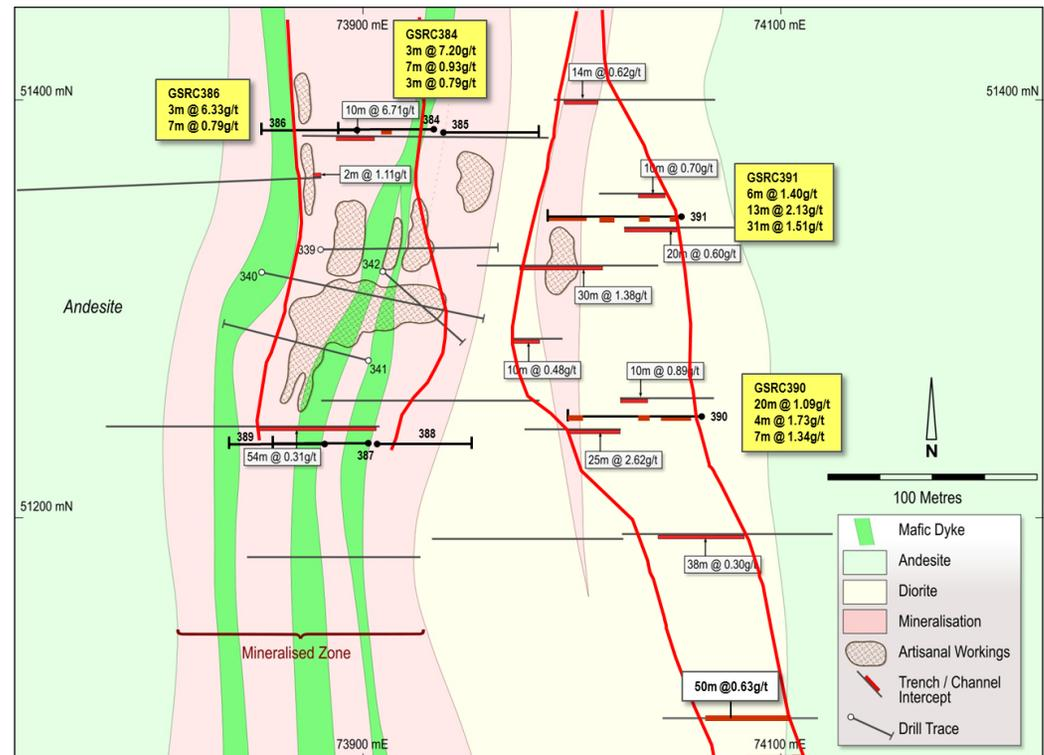 73900 mE
74100 mE
GSRC384
3m @ 7.20g/t
7m @ 0.93g/t
3m @ 0.79g/t
14m @ 0.62g/t
GSRC386
3m @ 6.33g/t
7m @ 0.79g/t
51400 mN
51400 mN
10m @ 6.71g/t
386
384
385
2m @ 1.11g/t
10m @ 0.70g/t
GSRC391
6m @ 1.40g/t
13m @ 2.13g/t
31m @ 1.51g/t
391
339
20m @ 0.60g/t
342
340
30m @ 1.38g/t
Andesite
341
10m @ 0.48g/t
10m @ 0.89g/t
GSRC390
20m @ 1.09g/t
4m @ 1.73g/t
7m @ 1.34g/t
390
389
388
387
54m @ 0.31g/t
25m @ 2.62g/t
N
100 Metres
51200 mN
38m @ 0.30g/t
Mafic Dyke
Andesite
Diorite
Mineralisation
Artisanal Workings
Trench / Channel
Intercept
Drill Trace
Mineralised Zone
50m @0.63g/t
73900 mE
74100 mE